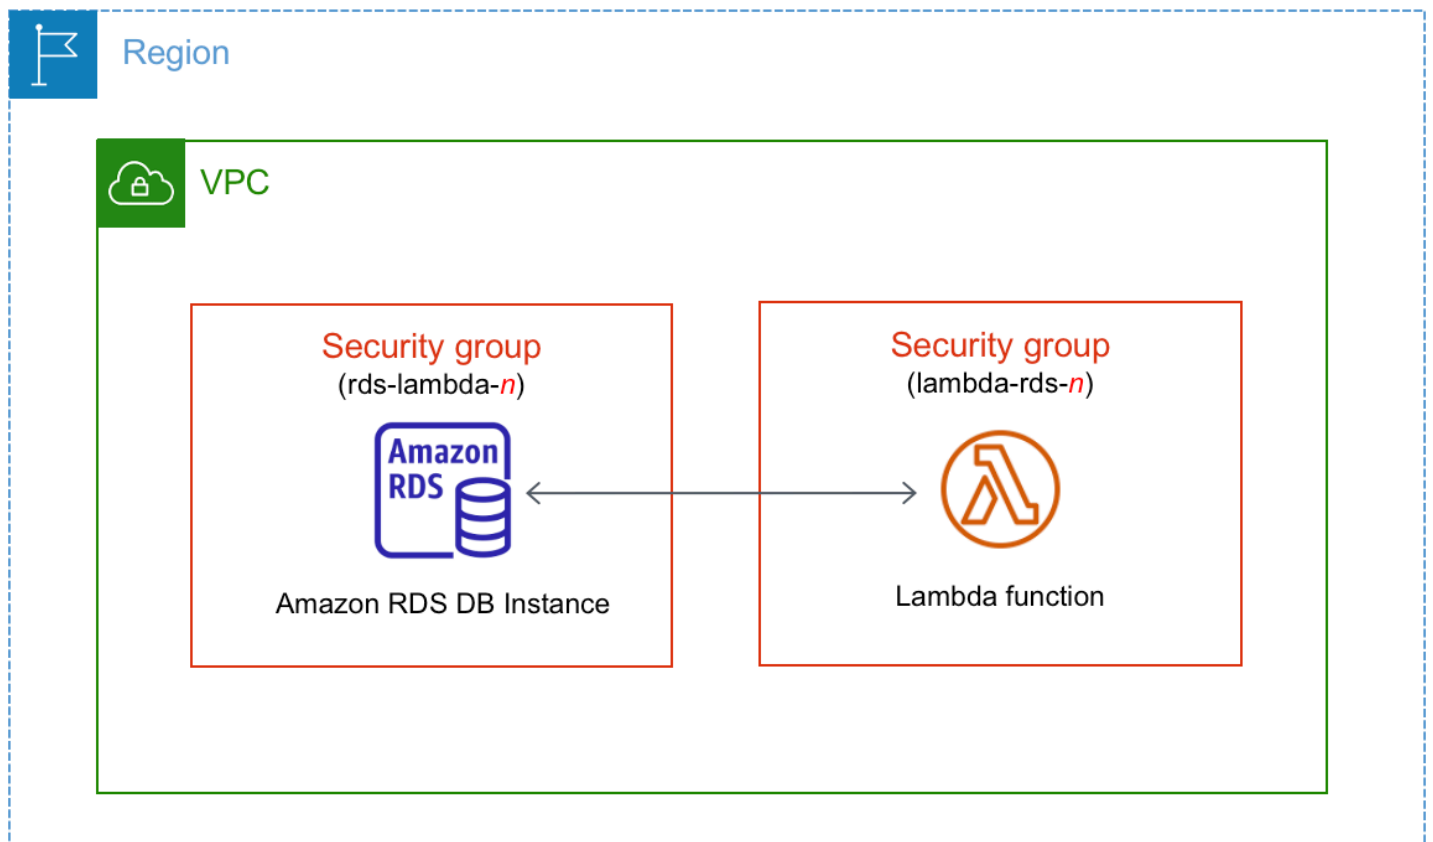 Region
VPC
Security group
(rds-lambda-n)
Amazon
RDS
Amazon RDS DB Instance
Security group
(lambda-rds-n)
Lambda function